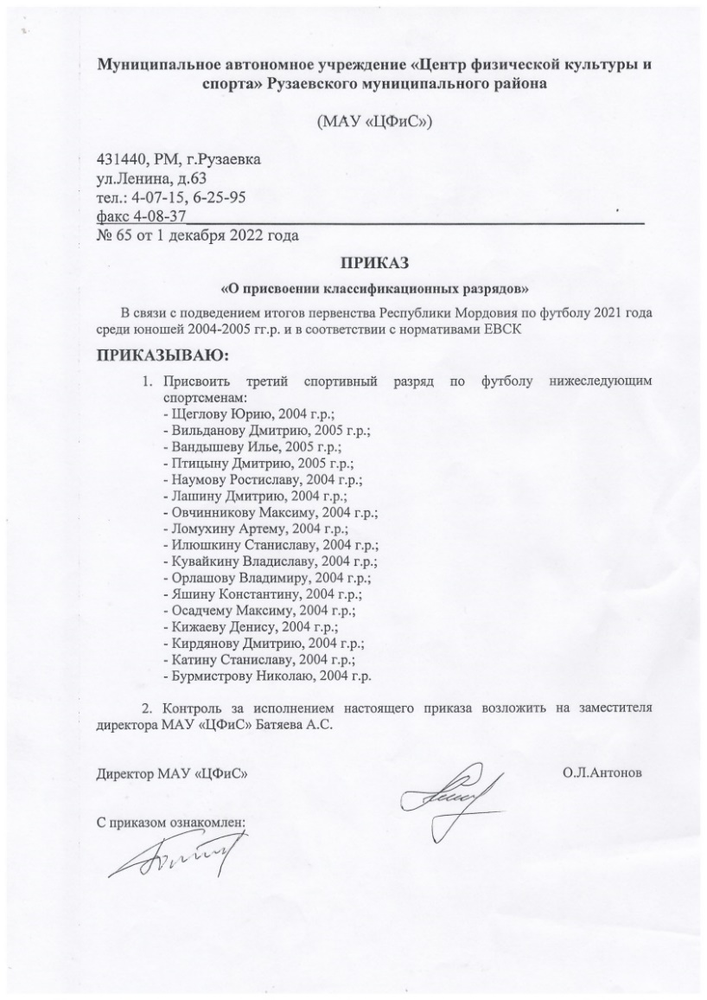 Муниципальное автономное учреждение «Центр физической культуры и
спорта» Рузаевского муниципального района
(МАУ «ЦФиС»)
431440, РМ, г.Рузаевка
ул.Ленина, д.63
тел.: 4-07-15, 6-25-95
факс 4-08-37
№ 65 от 1 декабря 2022 года
ПРИКАЗ
«О присвоении классификационных разрядов»
В связи с подведением итогов первенства Республики Мордовия по футболу 2021 года
среди юношей 2004-2005 гг.р. и в соответствии с нормативами ЕВСК
ПРИКАЗЫВАЮ:
1. Присвоить третий спортивный разряд по футболу нижеследующим
спортсменам:
- Щеглову Юрию, 2004 г.р.;
- Вильданову Дмитрию, 2005 г.р.;
- Вандышеву Илье, 2005 г.р.;
- Птицыну Дмитрию, 2005 г.р.;
- Наумову Ростиславу, 2004 г.р.;
- Лашину Дмитрию, 2004 г.р.;
- Овчинникову Максиму, 2004 г.р.;
- Ломухину Артему, 2004 г.р.;
- Илюшкину Станиславу, 2004 г.р.;
- Кувайкину Владиславу, 2004 г.р.;
- Орлашову Владимиру, 2004 г.р.;
- Яшину Константину, 2004 г.р.;
- Осадчему Максиму, 2004 г.р.;
- Кижаеву Денису, 2004 г.р.;
- Кирдянову Дмитрию, 2004 г.р.;
- Катину Станиславу, 2004 г.р.;
- Бурмистрову Николаю, 2004 г.р.
2. Контроль за исполнением настоящего приказа возложить на заместителя
директора МАУ «ЦФиС» Батяева А.С.
Директор МАУ «ЦФиС» О.Л.Антонов
С приказом ознакомлен: